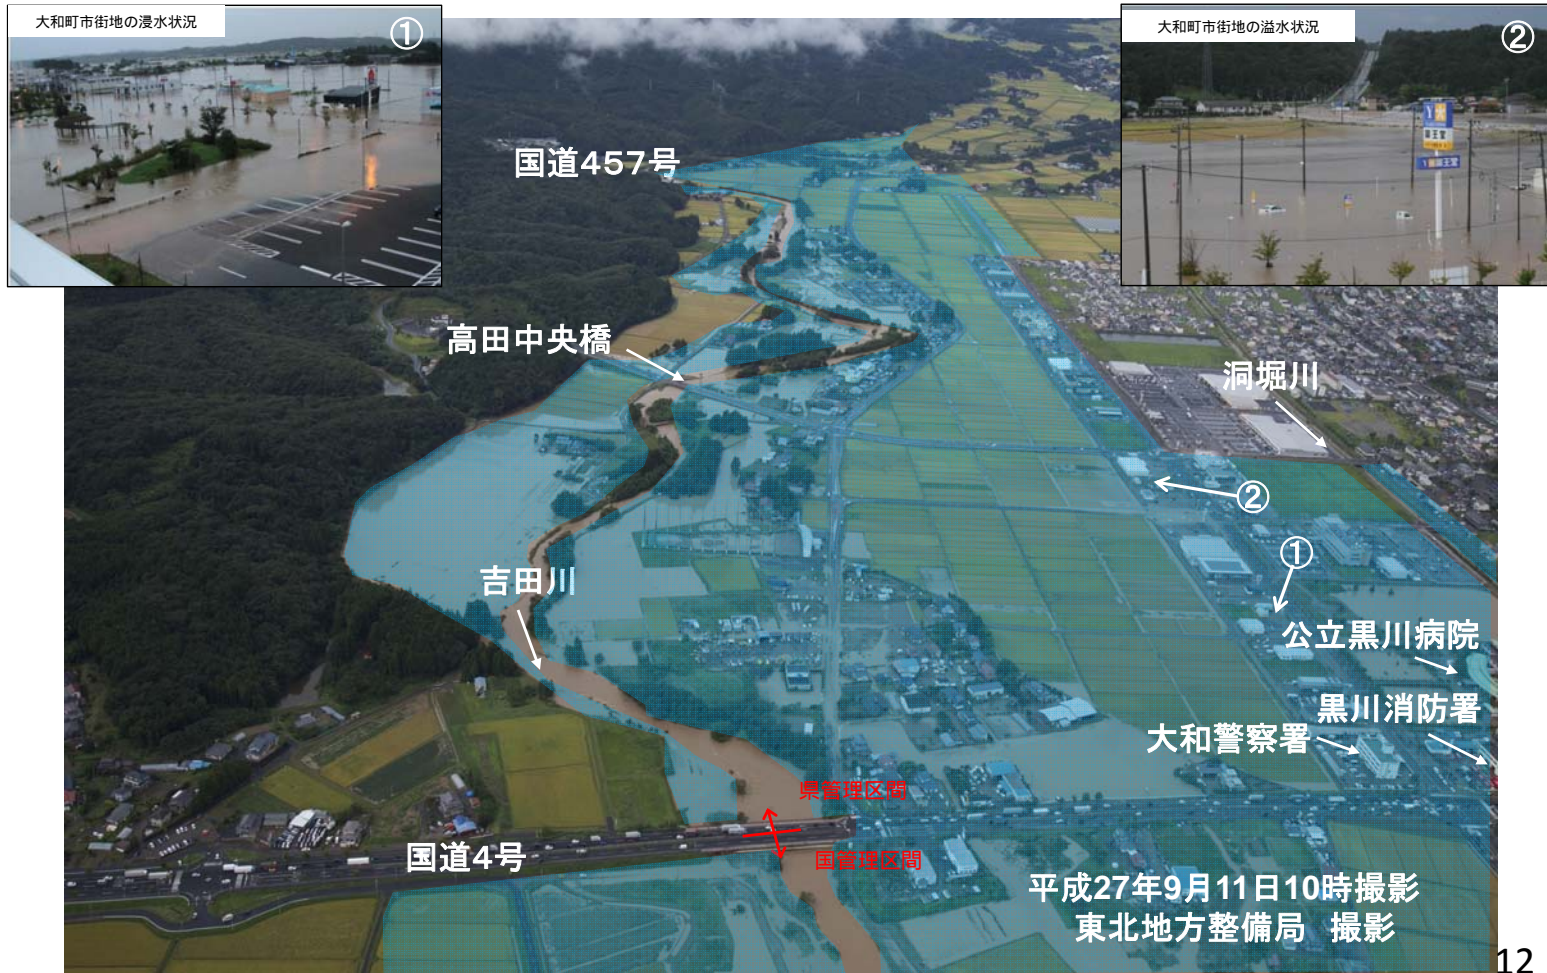 大和町市街地の浸水状況
①
大和町市街地の溢水状況
②
薬王堂
国道457号
高田中央橋
洞堀川
②
①
吉田川
公立黒川病院
黒川消防署
大和警察署
県管理区間
国管理区間
国道4号
平成27年9月11日10時撮影
東北地方整備局 撮影
12